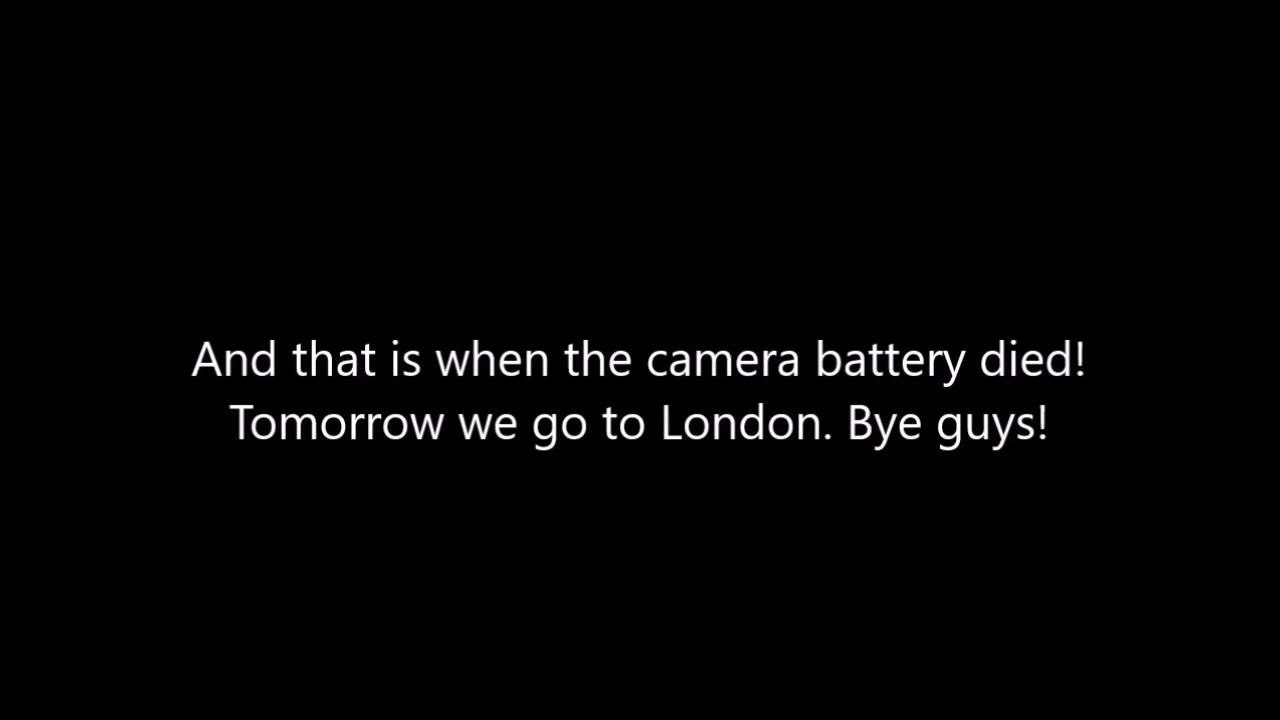 And that is when the camera battery died!
Tomorrow we go to London. Bye guys!